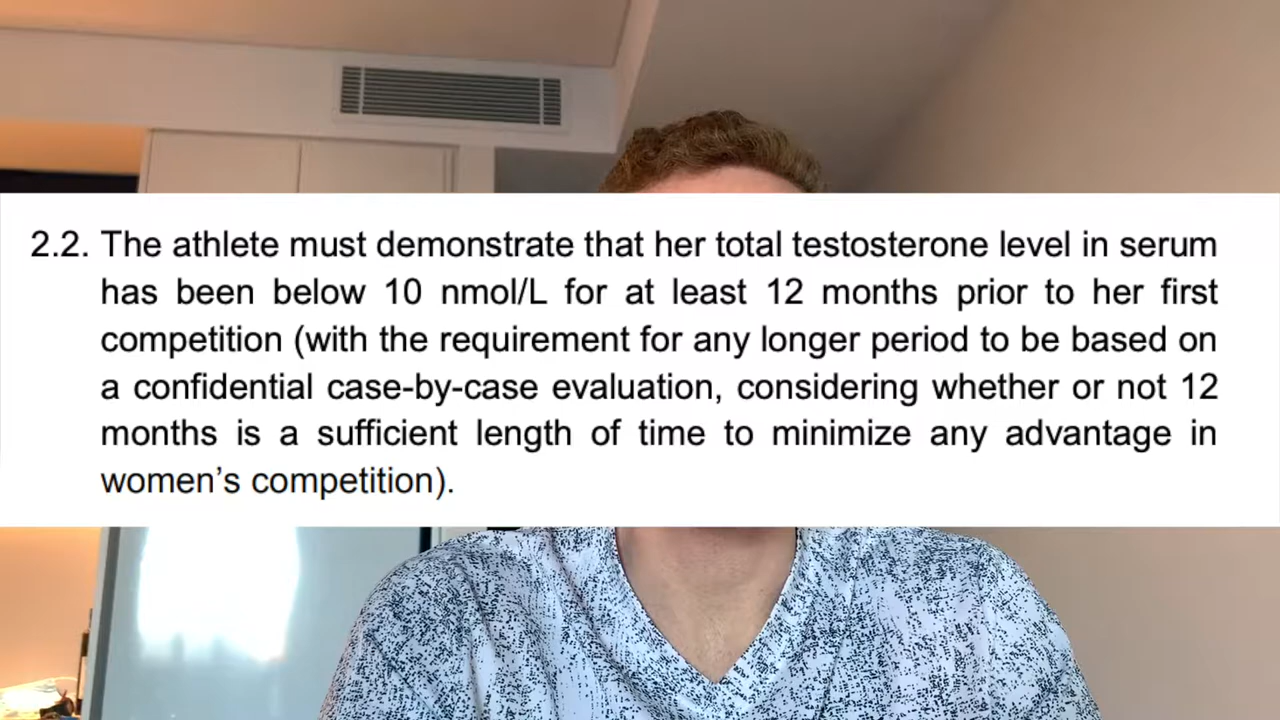 2.2. The athlete must demonstrate that her total testosterone level in serum
has been below 10 nmol/L for at least 12 months prior to her first
competition (with the requirement for any longer period to be based on
a confidential case-by-case evaluation, considering whether or not 12
months is a sufficient length of time to minimize any advantage in
women’s competition).